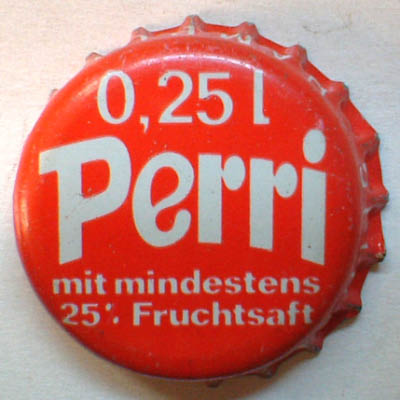 0,25 l
Perri
mit mindestens
25% Fruchtsaft